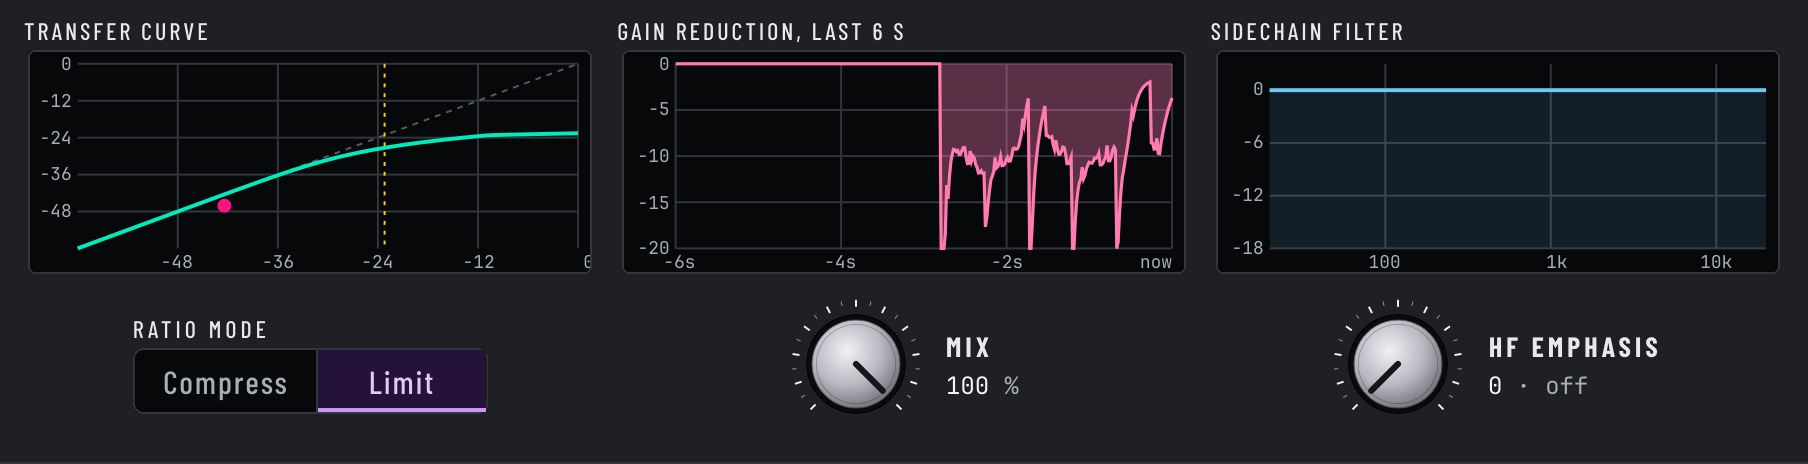 TRANSFER CURVE
0
-12
-24
-36
-48
-48 -36 -24 -12 0
GAIN REDUCTION, LAST 6 S
0
-5
-10
-15
-20
-6s -4s -2s now
SIDECHAIN FILTER
0
-6
-12
-18
100 1k 10k
RATIO MODE
Compress Limit
MIX
100 %
HF EMPHASIS
0 · off